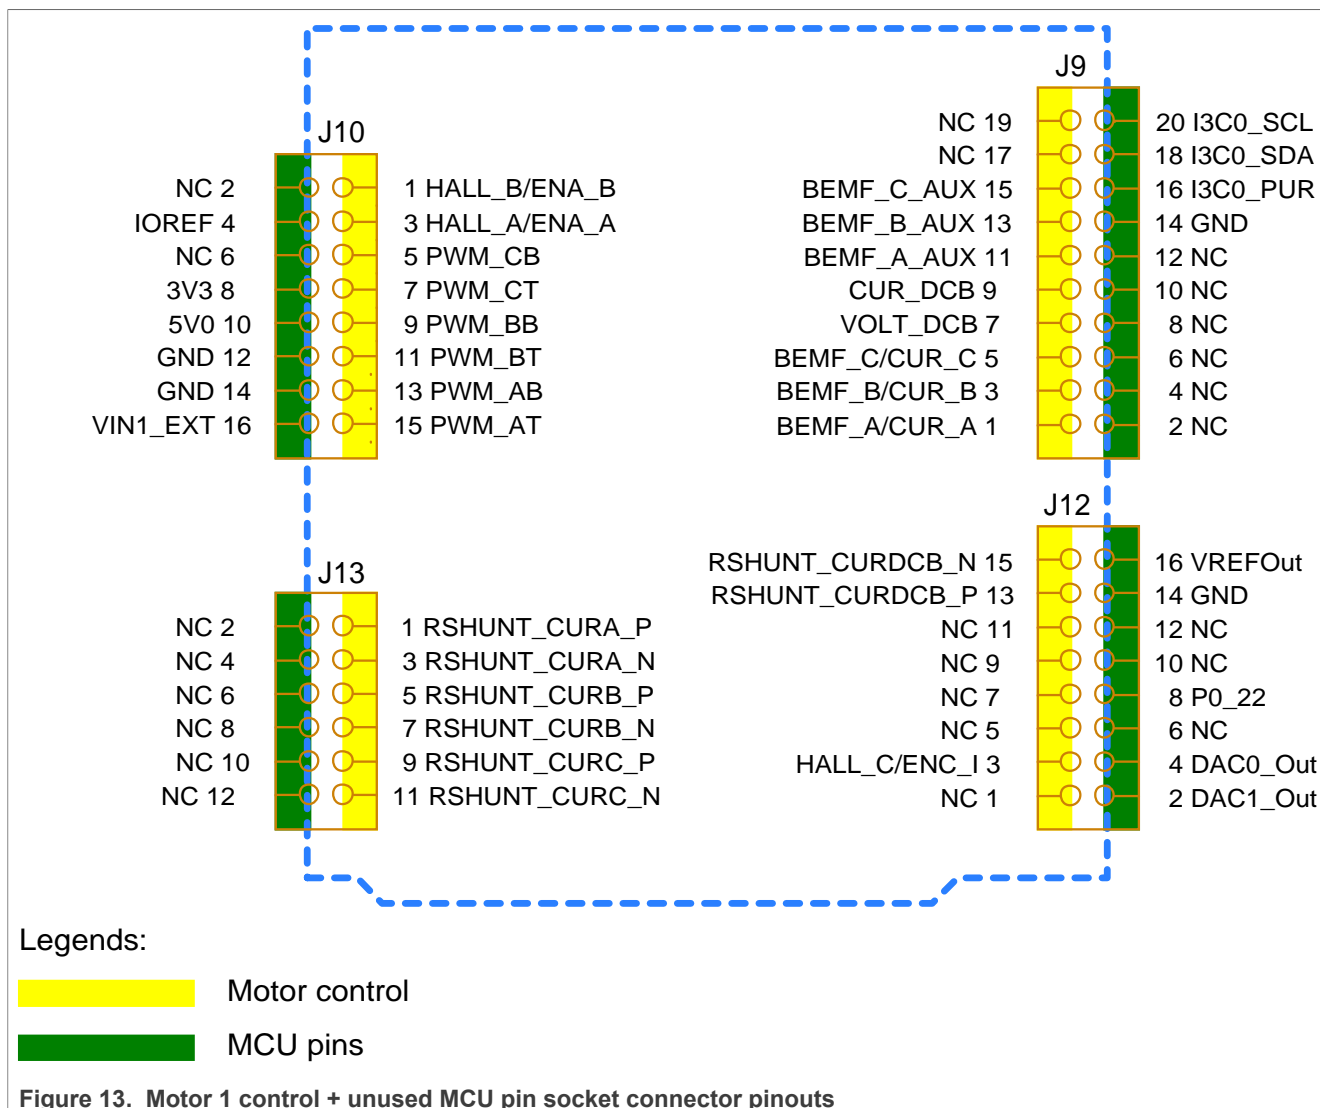 J10
NC 2
1 HALL_B/ENA_B
IOREF 4
3 HALL_A/ENA_A
NC 6
5 PWM_CB
3V3 8
7 PWM_CT
5V0 10
9 PWM_BB
GND 12
11 PWM_BT
GND 14
13 PWM_AB
VIN1_EXT 16
15 PWM_AT
J9
NC 19
20 I3C0_SCL
NC 17
18 I3C0_SDA
BEMF_C_AUX 15
16 I3C0_PUR
BEMF_B_AUX 13
14 GND
BEMF_A_AUX 11
12 NC
CUR_DCB 9
10 NC
VOLT_DCB 7
8 NC
BEMF_C/CUR_C 5
6 NC
BEMF_B/CUR_B 3
4 NC
BEMF_A/CUR_A 1
2 NC
J13
NC 2
1 RSHUNT_CURA_P
NC 4
3 RSHUNT_CURA_N
NC 6
5 RSHUNT_CURB_P
NC 8
7 RSHUNT_CURB_N
NC 10
9 RSHUNT_CURC_P
NC 12
11 RSHUNT_CURC_N
J12
RSHUNT_CURDCB_N 15
16 VREFOut
RSHUNT_CURDCB_P 13
14 GND
NC 11
12 NC
NC 9
10 NC
NC 7
8 P0_22
NC 5
6 NC
HALL_C/ENC_I 3
4 DAC0_Out
NC 1
2 DAC1_Out
Legends:
Motor control
MCU pins
Figure 13. Motor 1 control + unused MCU pin socket connector pinouts